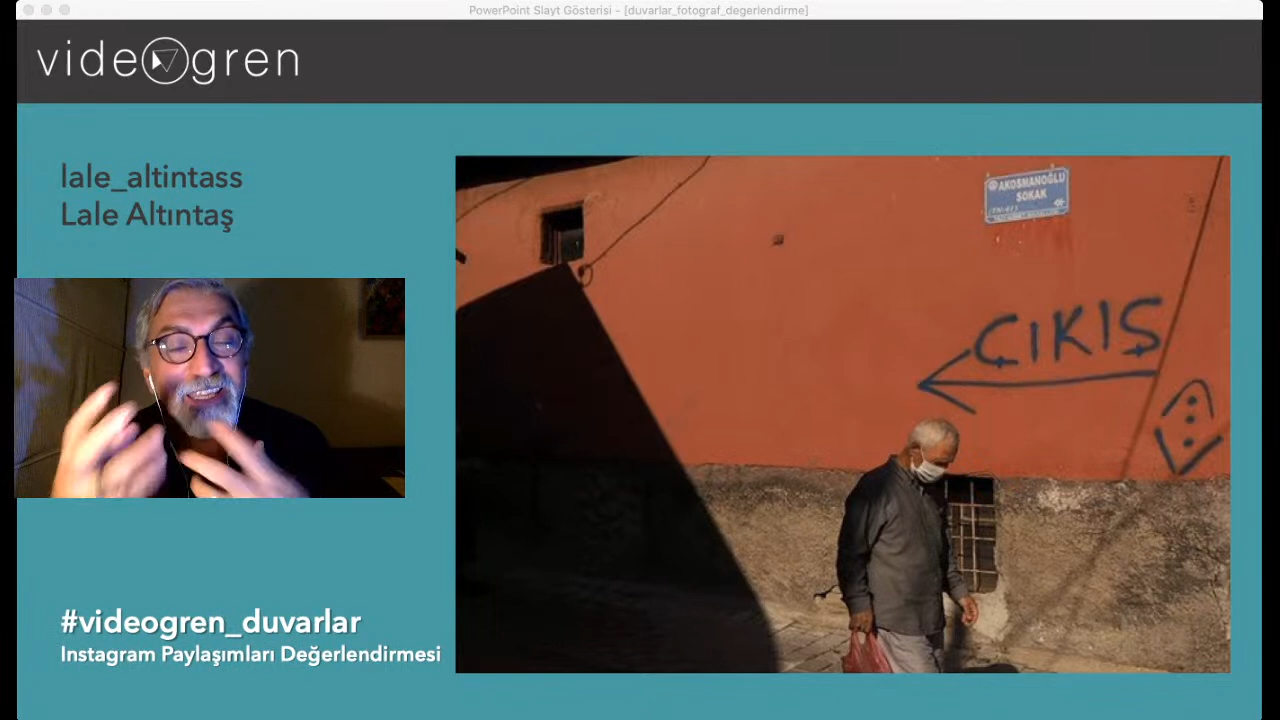 PowerPoint Slayt Gösterisi - [duvarlar_fotograf_degerlendirme]
videogren
lale_altintass
Lale Altıntaş
AKOSMANOĞLU
SOKAK
ÇIKIŞ
#videogren_duvarlar
Instagram Paylaşımları Değerlendirmesi